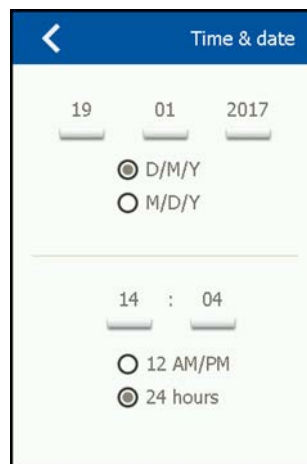 Time & date
19 01 2017
D/M/Y
M/D/Y
14 : 04
12 AM/PM
24 hours